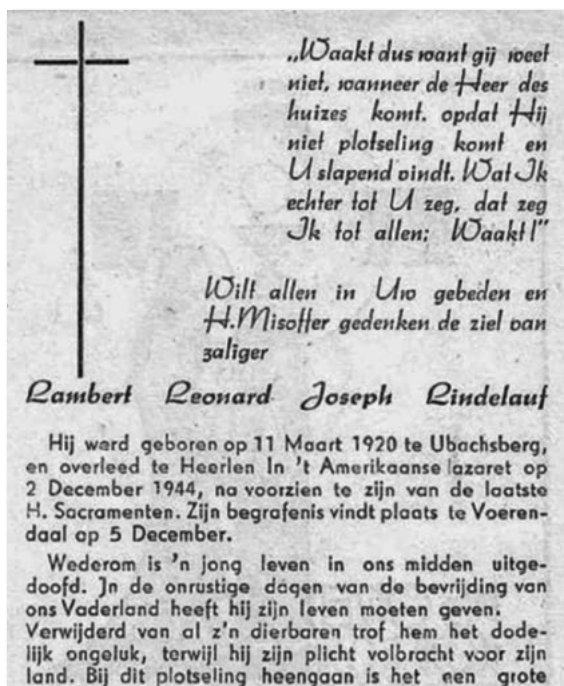 „Waakt dus want gij weet
niet, wanneer de Heer des
huizes komt. opdat Hij
niet plotseling komt en
U slapend vindt. Wat Ik
echter tot U zeg, dat zeg
Ik tot allen; Waakt!”
Wilt allen in Uw gebeden en
H. Misoffer gedenken de ziel van
zaliger
Lambert Leonard Joseph Lindelauf
Hij werd geboren op 11 Maart 1920 te Ubachsberg,
en overleed te Heerlen In 't Amerikaanse lazaret op
2 December 1944, na voorzien te zijn van de laatste
H. Sacramenten. Zijn begrafenis vindt plaats te Voeren-
daal op 5 December.
Wederom is 'n jong leven in ons midden uitge-
doofd. Jn de onrustige dagen van de bevrijding van
ons Vaderland heeft hij zijn leven moeten geven.
Verwijderd van al z'n dierbaren trof hem het dode-
lijk ongeluk, terwijl hij zijn plicht volbracht voor zijn
land. Bij dit plotseling heengaan is het een grote